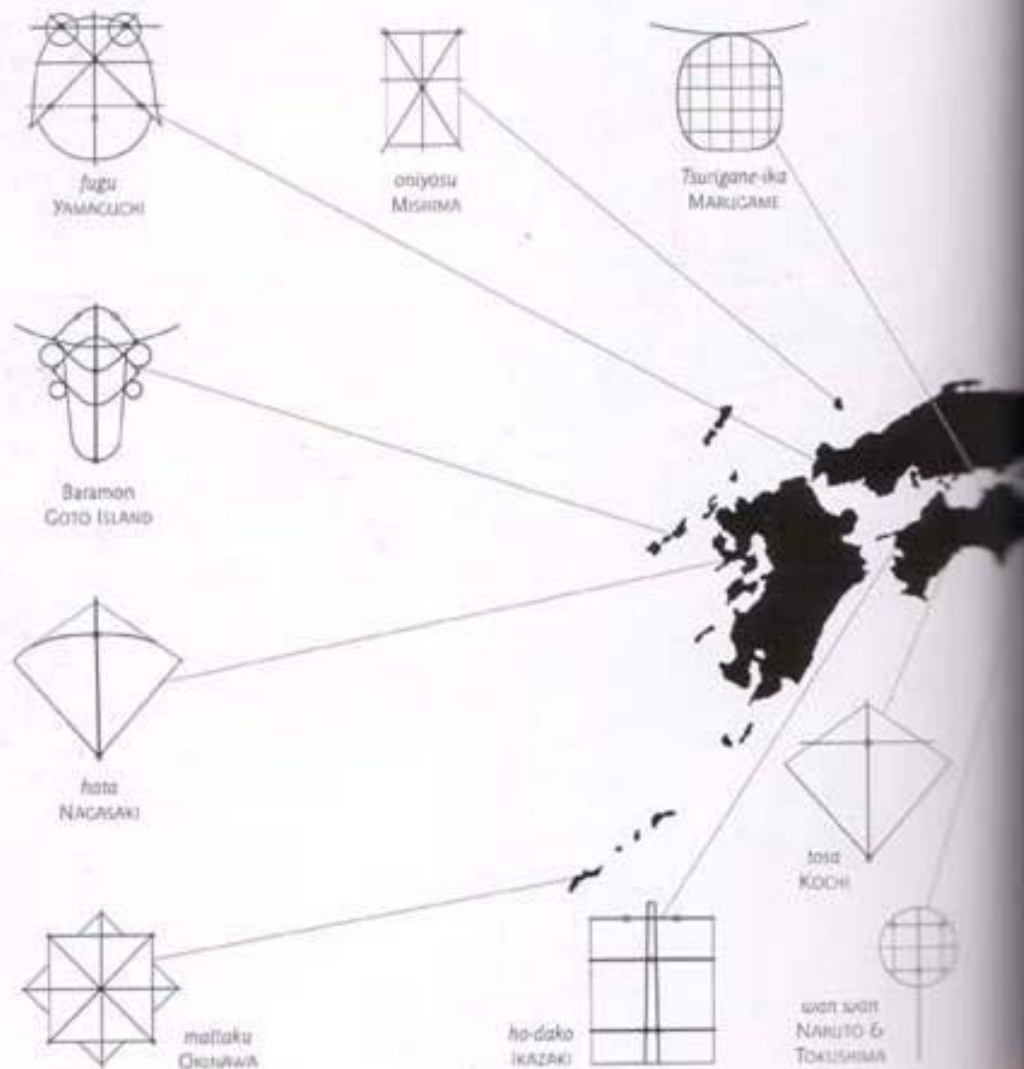 fugu
YAMAGUCHI
oniyosu
MISHIMA
Tsurigane-ika
MARUGAME
Baramon
GOTO ISLAND
hata
NAGASAKI
tosa
KOCHI
mattaku
OKINAWA
ho-dako
IKAZAKI
wan wan
NARUTO &
TOKUSHIMA